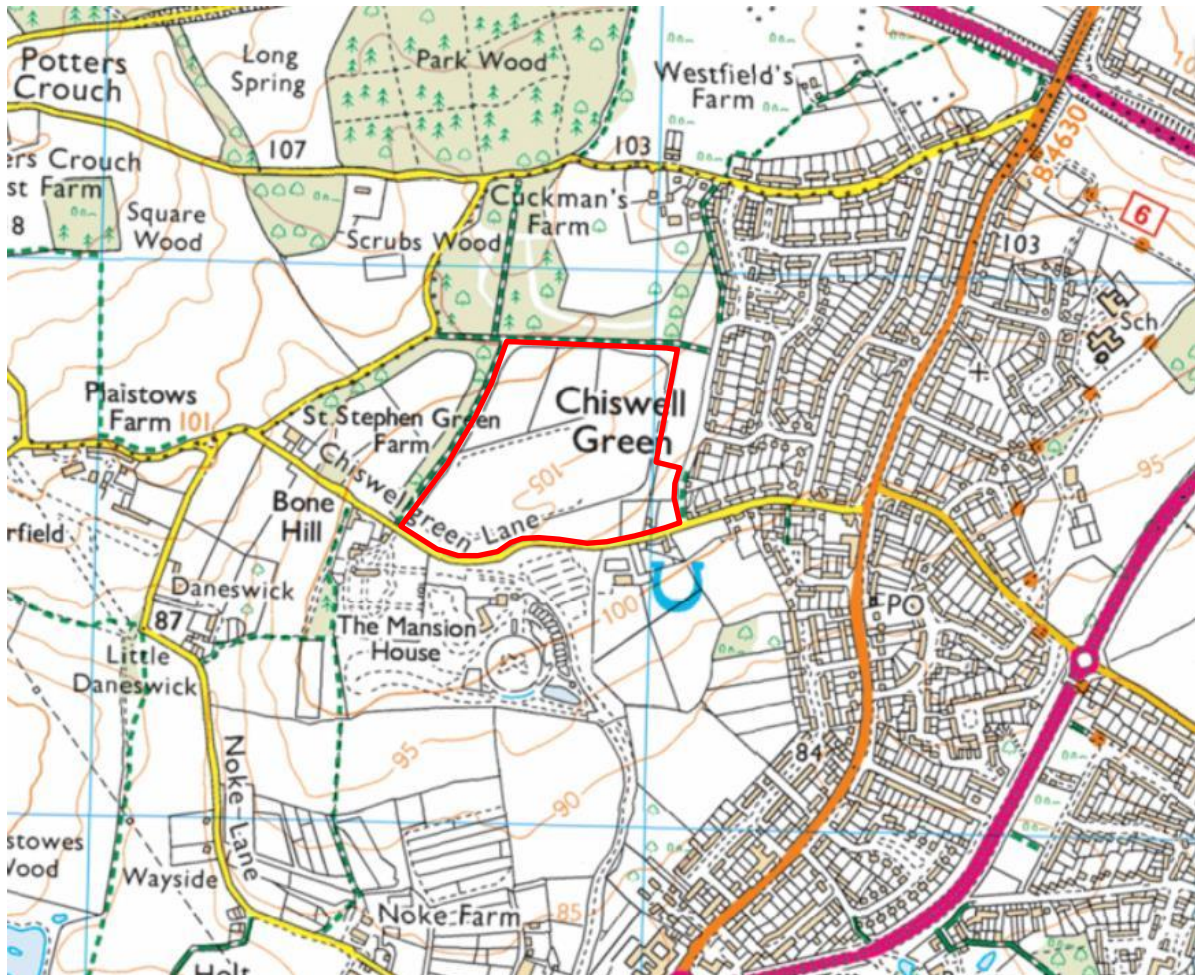 Potters
Crouch
Long
Spring
Park Wood
Westfield's
Farm
B 4630
107
103
ers Crouch
st Farm
8
Square
Wood
Scrubs Wood
Cuckman's
Farm
6
103
Sch
Plaistows
Farm 101
St Stephen Green
Farm
Chiswell
Green
Chiswell green Lane
105
95
Bone
Hill
rfield
Daneswick
87
The Mansion
House
100
PO
Little
Daneswick
Noke Lane
95
90
84
stowes
Wood
Wayside
Noke Farm
85
Holt
10